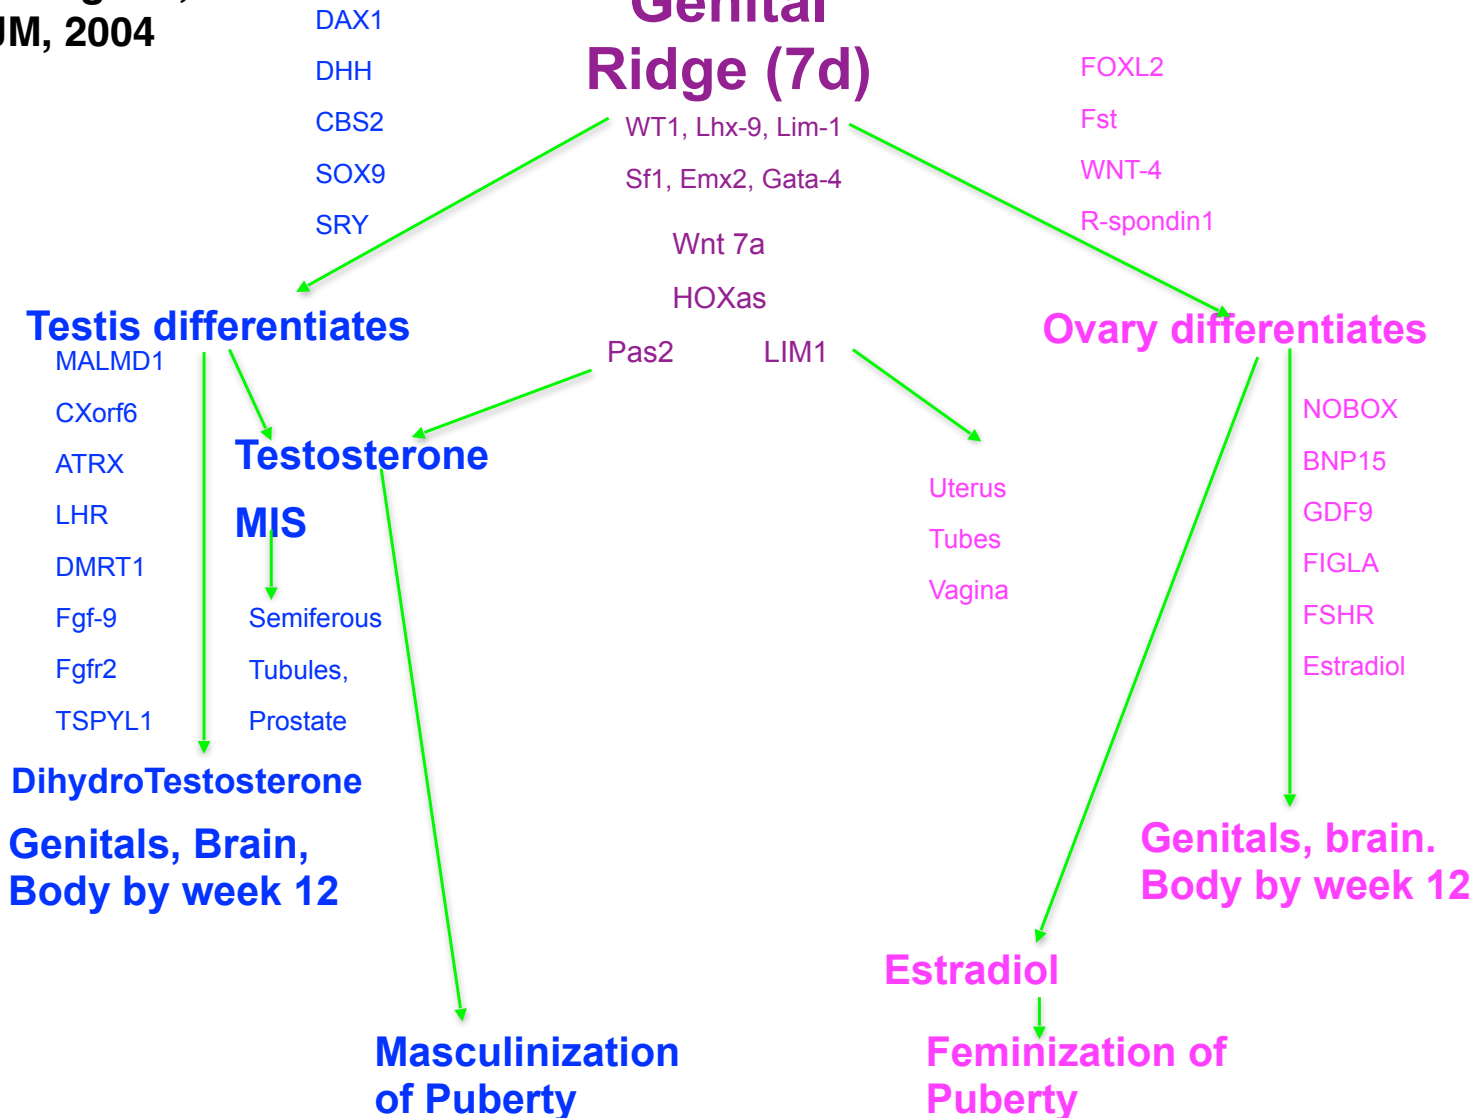 JM, 2004
DAX1
DHH
CBS2
SOX9
SRY
Genital
Ridge (7d)
WT1, Lhx-9, Lim-1
Sf1, Emx2, Gata-4
Wnt 7a
HOXas
Pas2 LIM1
FOXL2
Fst
WNT-4
R-spondin1
Testis differentiates
MALMD1
CXorf6
ATRX
LHR
DMRT1
Fgf-9
Fgfr2
TSPYL1
Testosterone
MIS
Semiferous
Tubules,
Prostate
DihydroTestosterone
Genitals, Brain,
Body by week 12
Masculinization
of Puberty
Uterus
Tubes
Vagina
Ovary differentiates
NOBOX
BNP15
GDF9
FIGLA
FSHR
Estradiol
Genitals, brain.
Body by week 12
Estradiol
Feminization of
Puberty